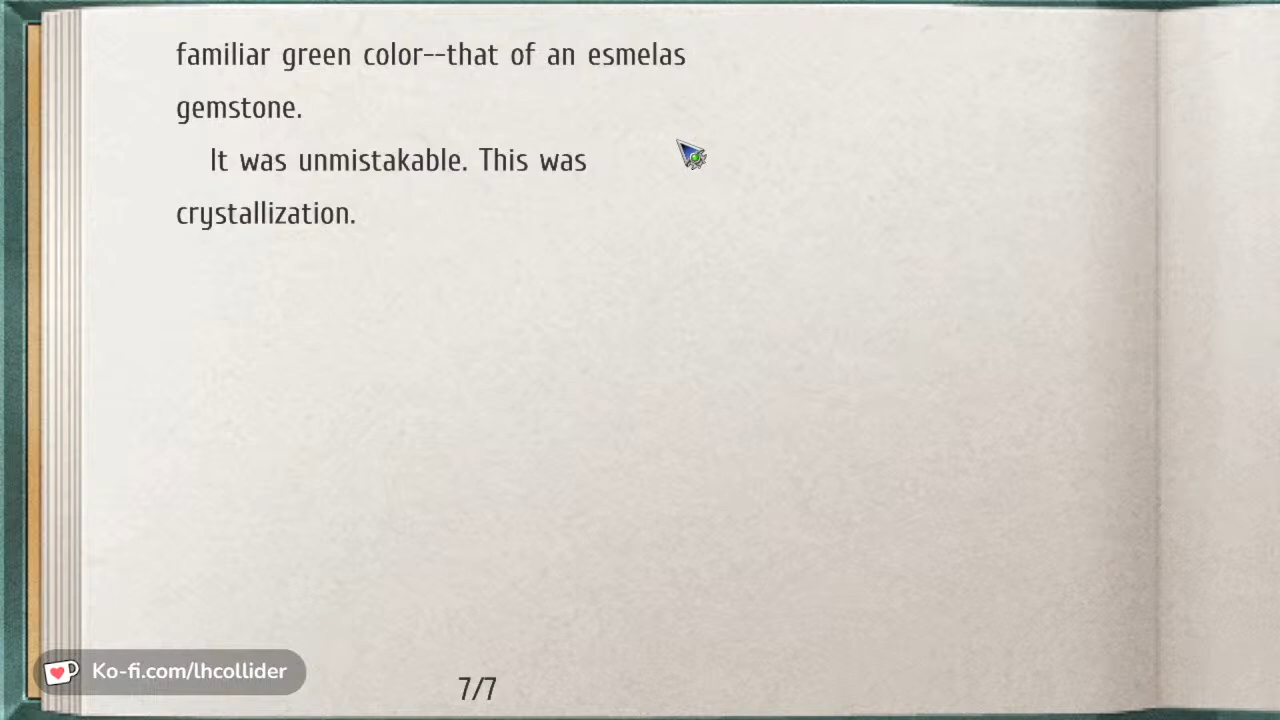 familiar green color--that of an esmelas
gemstone.
It was unmistakable. This was
crystallization.
Ko-fi.com/lhcollider
7/7